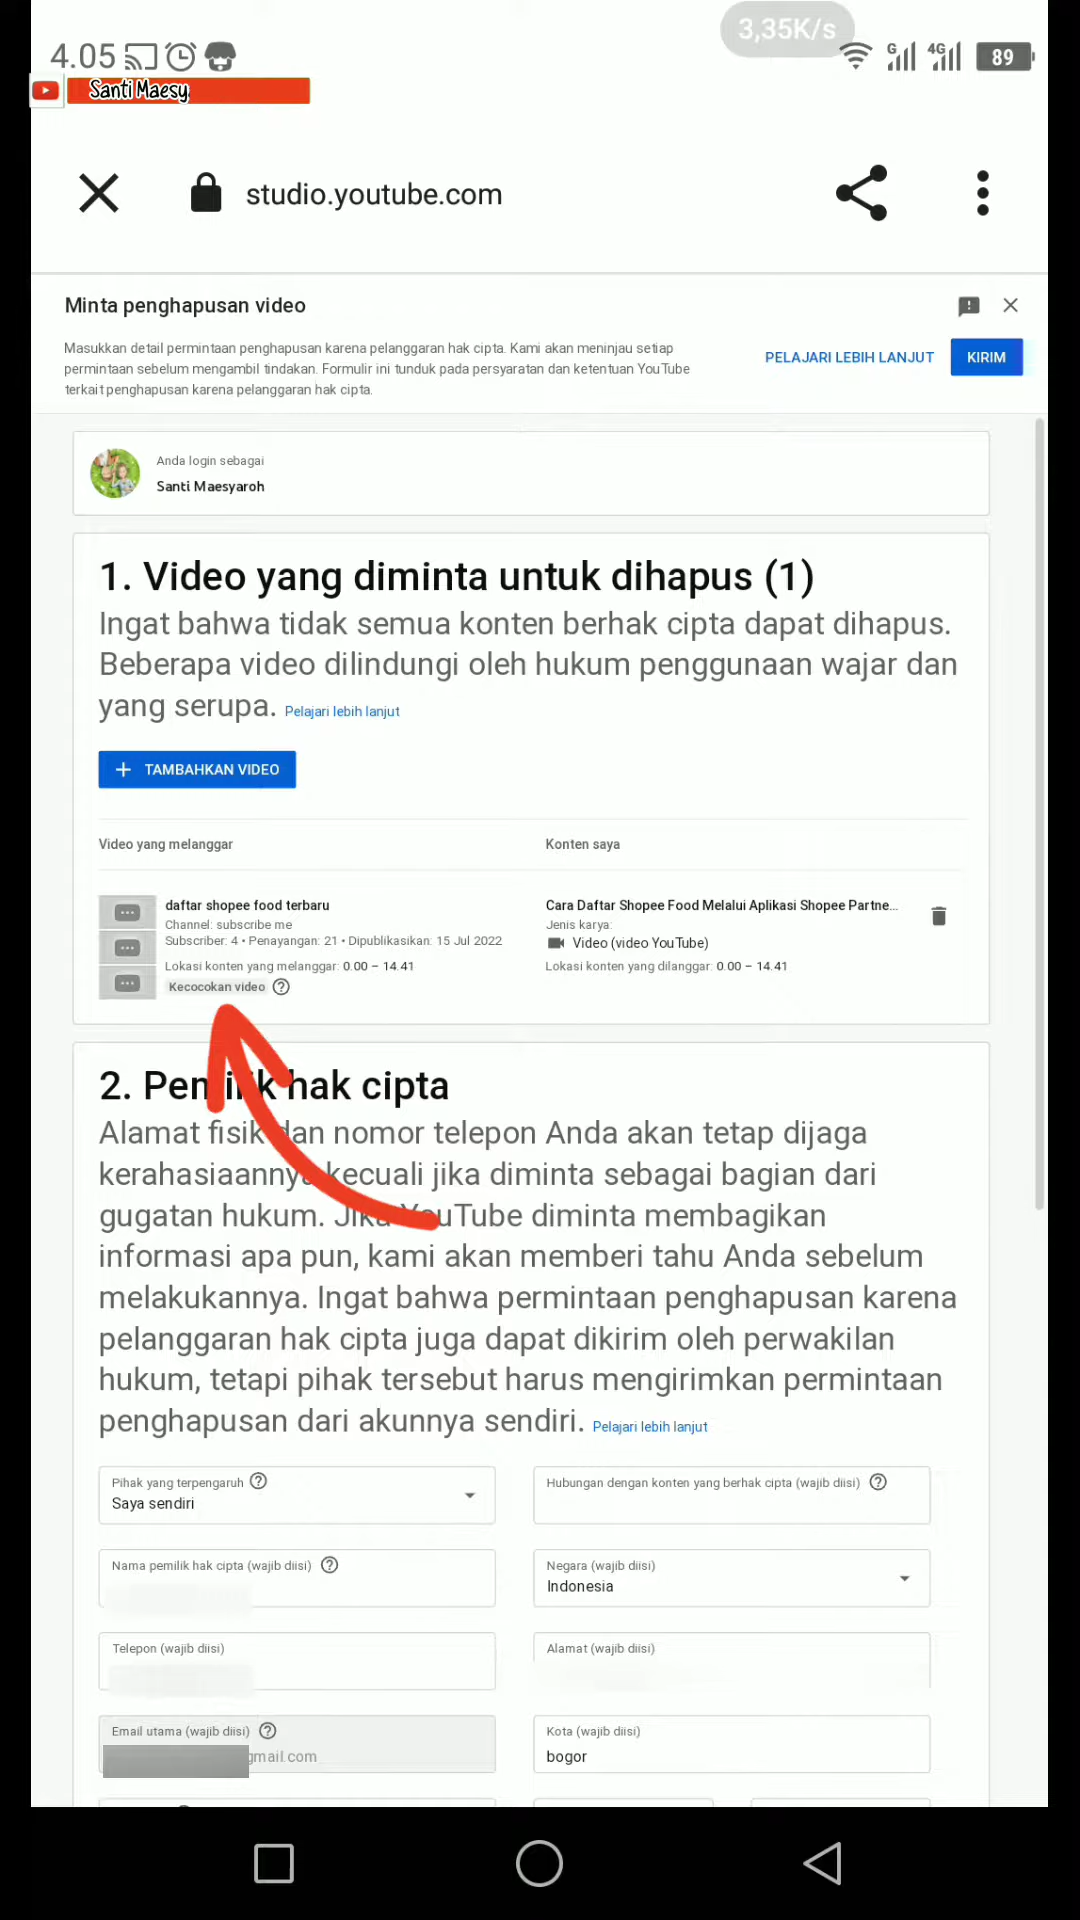 3,35K/s
4.05
G
4G
89
Santi Maesy
studio.youtube.com
Minta penghapusan video
Masukkan detail permintaan penghapusan karena pelanggaran hak cipta. Kami akan meninjau setiap
permintaan sebelum mengambil tindakan. Formulir ini tunduk pada persyaratan dan ketentuan YouTube
terkait penghapusan karena pelanggaran hak cipta.
PELAJARI LEBIH LANJUT
KIRIM
Anda login sebagai
Santi Maesyaroh
1. Video yang diminta untuk dihapus (1)
Ingat bahwa tidak semua konten berhak cipta dapat dihapus.
Beberapa video dilindungi oleh hukum penggunaan wajar dan
yang serupa. Pelajari lebih lanjut
+ TAMBAHKAN VIDEO
Video yang melanggar
Konten saya
daftar shopee food terbaru
Channel: subscribe me
Subscriber: 4 • Penayangan: 21 • Dipublikasikan: 15 Jul 2022
Lokasi konten yang melanggar: 0.00 – 14.41
Kecocokan video
Cara Daftar Shopee Food Melalui Aplikasi Shopee Partne...
Jenis karya:
Video (video YouTube)
Lokasi konten yang dilanggar: 0.00 – 14.41
2. Pemilik hak cipta
Alamat fisik dan nomor telepon Anda akan tetap dijaga
kerahasiaannya kecuali jika diminta sebagai bagian dari
gugatan hukum. Jika YouTube diminta membagikan
informasi apa pun, kami akan memberi tahu Anda sebelum
melakukannya. Ingat bahwa permintaan penghapusan karena
pelanggaran hak cipta juga dapat dikirim oleh perwakilan
hukum, tetapi pihak tersebut harus mengirimkan permintaan
penghapusan dari akunnya sendiri. Pelajari lebih lanjut
Pihak yang terpengaruh
Saya sendiri
Hubungan dengan konten yang berhak cipta (wajib diisi)
Nama pemilik hak cipta (wajib diisi)
Negara (wajib diisi)
Indonesia
Telepon (wajib diisi)
Alamat (wajib diisi)
Email utama (wajib diisi)
gmail.com
Kota (wajib diisi)
bogor